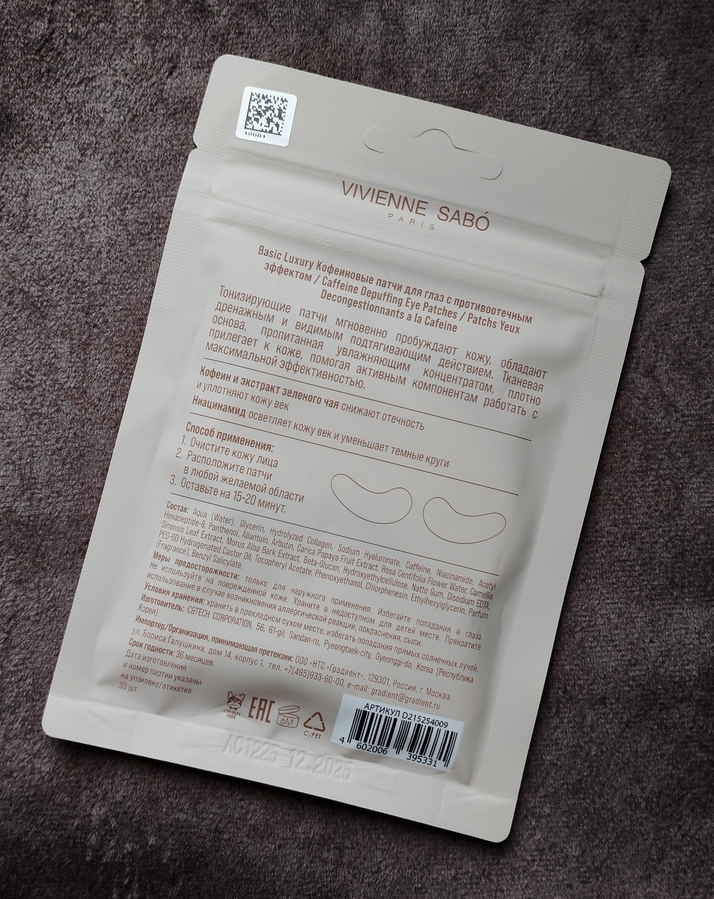 VIVIENNE SABÓ
PARIS
Basic Luxury Кофеиновые патчи для глаз с противоотечным
эффектом / Caffeine Depuffing Eye Patches / Patchs Yeux
Decongestionnants a la Cafeine
Тонизирующие патчи мгновенно пробуждают кожу, обладают
дренажным и видимым подтягивающим действием. Тканевая
основа, пропитанная увлажняющим концентратом, плотно
прилегает к коже, помогая активным компонентам работать с
максимальной эффективностью.
Кофеин и экстракт зеленого чая снижают отечность
и уплотняют кожу век
Ниацинамид осветляет кожу век и уменьшает темные круги
Способ применения:
1. Очистите кожу лица
2. Расположите патчи
в любой желаемой области
3. Оставьте на 15-20 минут.
Состав: Aqua (Water), Glycerin, Hydrolyzed Collagen, Sodium Hyaluronate, Caffeine, Niacinamide, Acetyl
Hexapeptide-8, Panthenol, Allantoin, Arbutin, Carica Papaya Fruit Extract, Rosa Centifolia Flower Water, Camellia
Sinensis Leaf Extract, Morus Alba Bark Extract, Beta-Glucan, Hydroxyethylcellulose, Natto Gum, Disodium EDTA,
PEG-60 Hydrogenated Castor Oil, Tocopheryl Acetate, Phenoxyethanol, Chlorphenesin, Ethylhexylglycerin, Parfum
(Fragrance), Benzyl Salicylate.
Меры предосторожности: только для наружного применения. Избегайте попадания в глаза.
Не используйте на поврежденной коже. Храните в недоступном для детей месте. Прекратите
использование в случае возникновения аллергической реакции, покраснения, сыпи.
Условия хранения: хранить в прохладном сухом месте, избегать попадания прямых солнечных лучей.
Изготовитель: CSTECH CORPORATION, 56, 61-gil, Sandan-ro, Pyeongtaek-city, Gyeonggi-do, Korea (Республика
Корея)
Импортер/Организация, принимающая претензии: ООО «НТС «Градиент», 129301, Россия, г. Москва,
ул. Бориса Галушкина, дом 14, корпус 1, тел. +7(495)933-60-00, e-mail: gradient@gradient.ru
Срок годности: 36 месяцев.
Дата изготовления
и номер партии указаны
на упаковке/этикетке.
30 шт.
CRUELTY
FREE
EAC
6M
C/PET
АРТИКУЛ D215254009
4 602006 395331
AC1225 12.2025